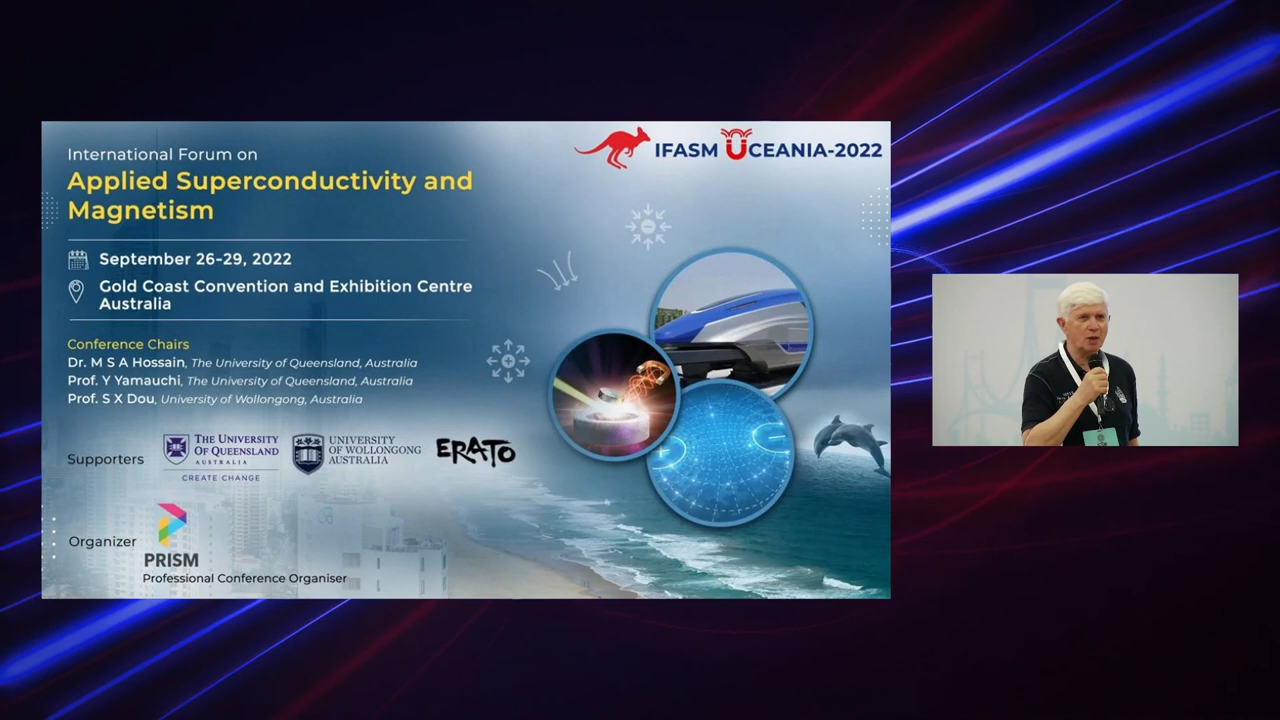 International Forum on
IFASM OCEANIA-2022
Applied Superconductivity and
Magnetism
September 26-29, 2022
Gold Coast Convention and Exhibition Centre
Australia
Conference Chairs
Dr. M S A Hossain, The University of Queensland, Australia
Prof. Y Yamauchi, The University of Queensland, Australia
Prof. S X Dou, University of Wollongong, Australia
Supporters
THE UNIVERSITY
OF QUEENSLAND
AUSTRALIA
CREATE CHANGE
UNIVERSITY
OF WOLLONGONG
AUSTRALIA
ERATO
Organizer
PRISM
Professional Conference Organiser